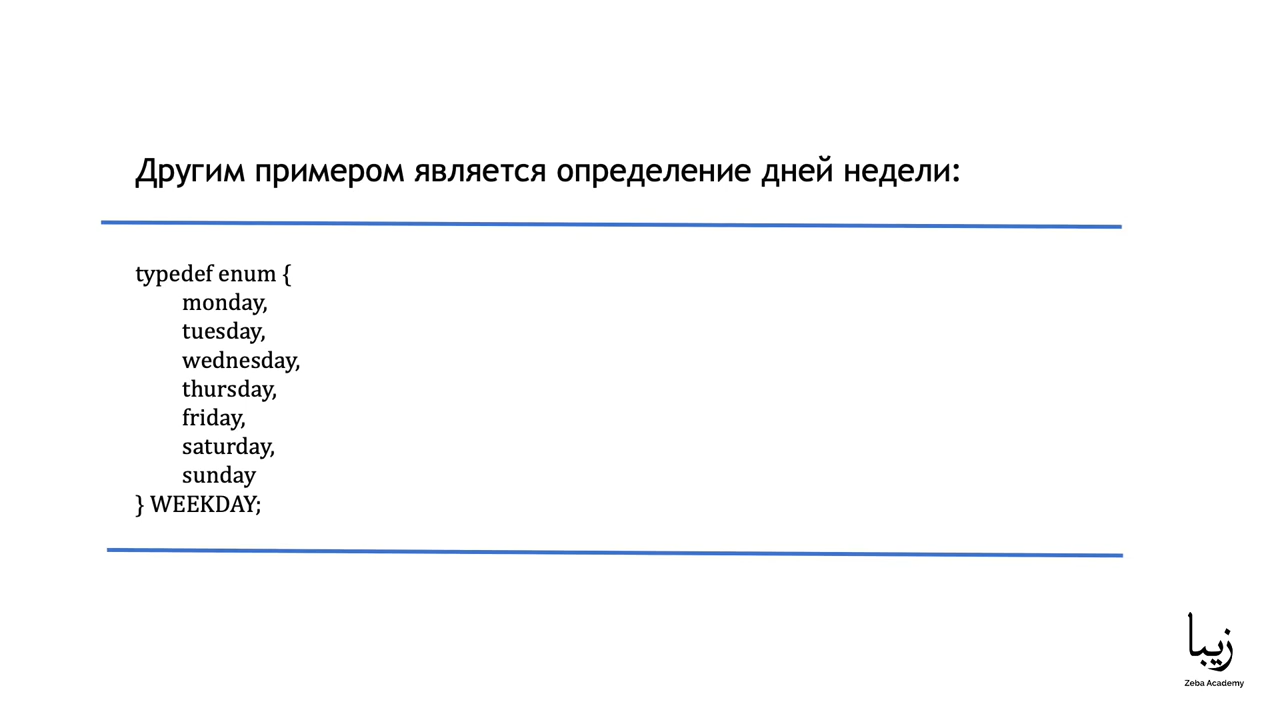 Другим примером является определение дней недели:
typedef enum {
monday,
tuesday,
wednesday,
thursday,
friday,
saturday,
sunday
} WEEKDAY;
زیبا
Zeba Academy